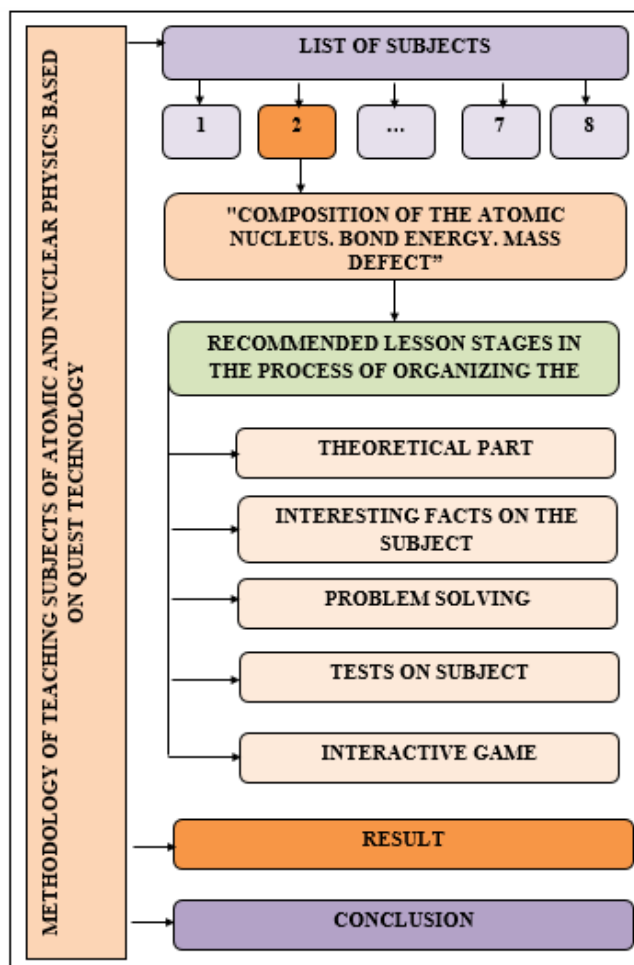 METHODOLOGY OF TEACHING SUBJECTS OF ATOMIC AND NUCLEAR PHYSICS BASED
ON QUEST TECHNOLOGY
LIST OF SUBJECTS
1
2
...
7
8
"COMPOSITION OF THE ATOMIC
NUCLEUS. BOND ENERGY. MASS
DEFECT”
RECOMMENDED LESSON STAGES IN
THE PROCESS OF ORGANIZING THE
THEORETICAL PART
INTERESTING FACTS ON THE
SUBJECT
PROBLEM SOLVING
TESTS ON SUBJECT
INTERACTIVE GAME
RESULT
CONCLUSION